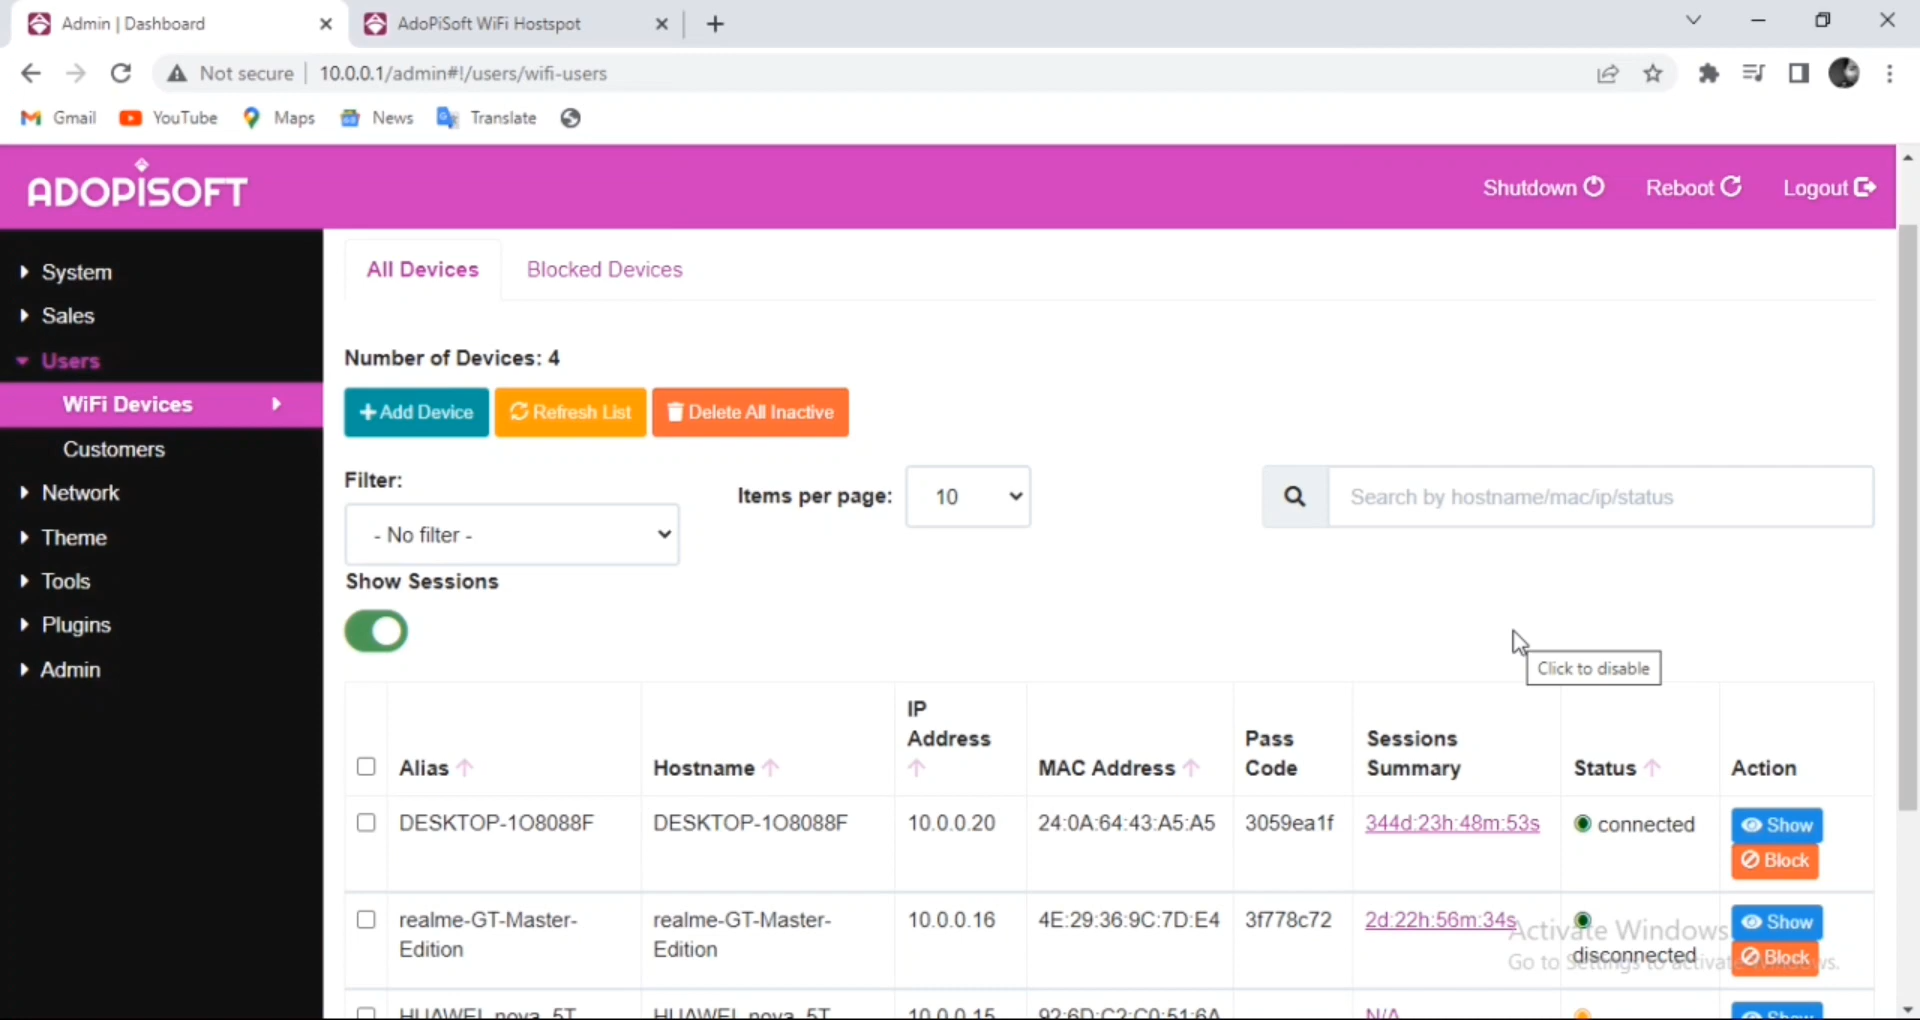 Admin | Dashboard
AdoPiSoft WiFi Hostspot
Not secure
10.0.0.1/admin#!/users/wifi-users
Gmail
YouTube
Maps
News
Translate
ADOPISOFT
Shutdown
Reboot
Logout
System
Sales
Users
WiFi Devices
Customers
Network
Theme
Tools
Plugins
Admin
All Devices
Blocked Devices
Number of Devices: 4
+Add Device
Refresh List
Delete All Inactive
Filter:
- No filter -
Items per page:
10
Search by hostname/mac/ip/status
Show Sessions
Click to disable
Alias
Hostname
IP
Address
MAC Address
Pass
Code
Sessions
Summary
Status
Action
DESKTOP-1O8088F
DESKTOP-1O8088F
10.0.0.20
24:0A:64:43:A5:A5
3059ea1f
344d:23h:48m:53s
connected
Show
Block
realme-GT-Master-
Edition
realme-GT-Master-
Edition
10.0.0.16
4E:29:36:9C:7D:E4
3f778c72
2d:22h:56m:34s
disconnected
Show
Block
Activate Windows
Go to Settings to activate Windows.
HUAWEI_nova_5T
HUAWEI_nova_5T
10.0.0.15
92:6D:C2:C0:51:6A
N/A
Show